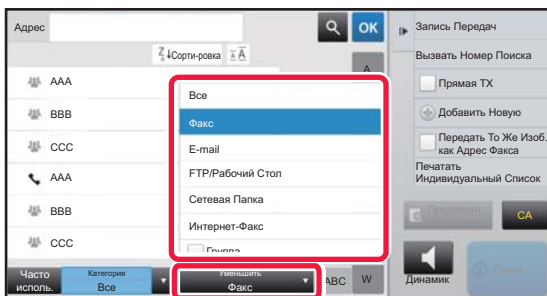 Адрес
OK
Сорти-ровка
A
AAA
BBB
CCC
AAA
BBB
CCC
Все
Факс
E-mail
FTP/Рабочий Стол
Сетевая Папка
Интернет-Факс
Группа
Часто
исполь.
Категория
Все
Уменьшить
Факс
ABC
W
Запись Передач
Вызвать Номер Поиска
Прямая TX
Добавить Новую
Передать То Же Изоб.
как Адрес Факса
Печатать
Индивидуальный Список
Предварит.
CA
Динамик
Старт